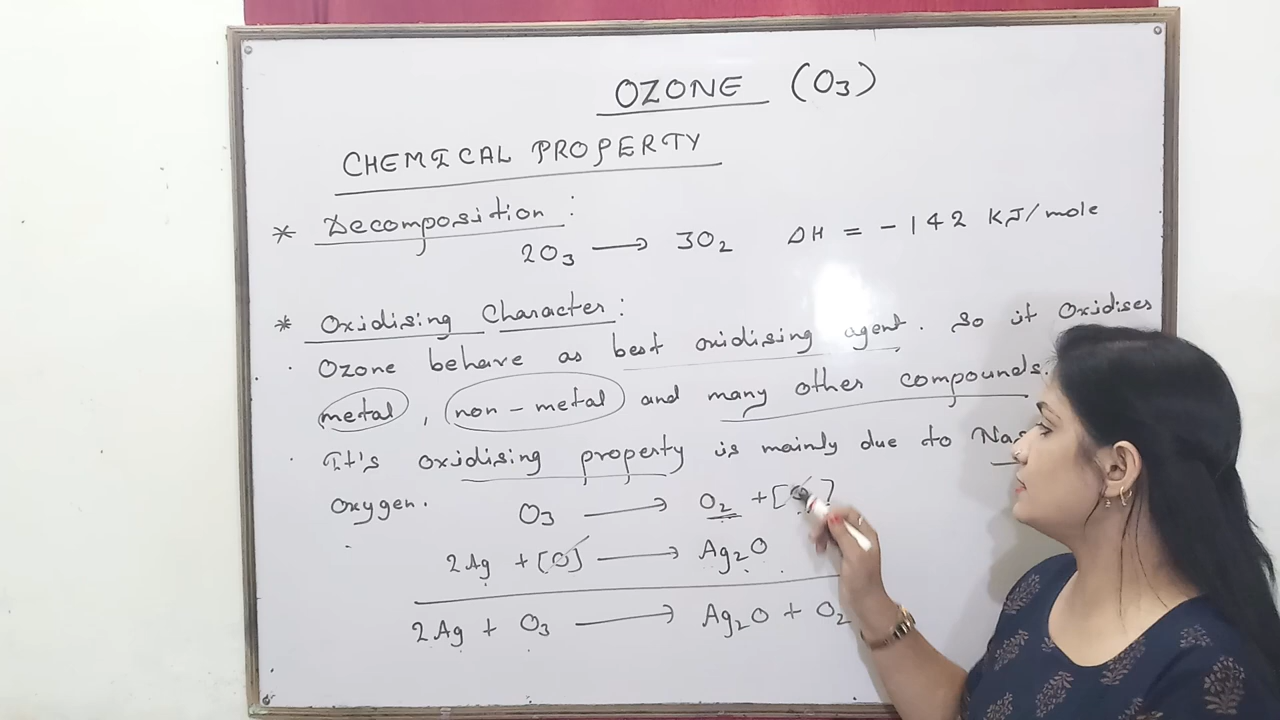 OZONE (O3)
CHEMICAL PROPERTY
* Decomposition :
2O3 ⟶ 3O2 ΔH = -142 KJ/mole
* Oxidising Character :
· Ozone behave as best oxidising agent. So it Oxidises
metal, non-metal and many other compounds.
· It's oxidising property is mainly due to
oxygen.
O3 ⟶ O2 + [O]
2Ag + [O] ⟶ Ag2O
2Ag + O3 ⟶ Ag2O + O2